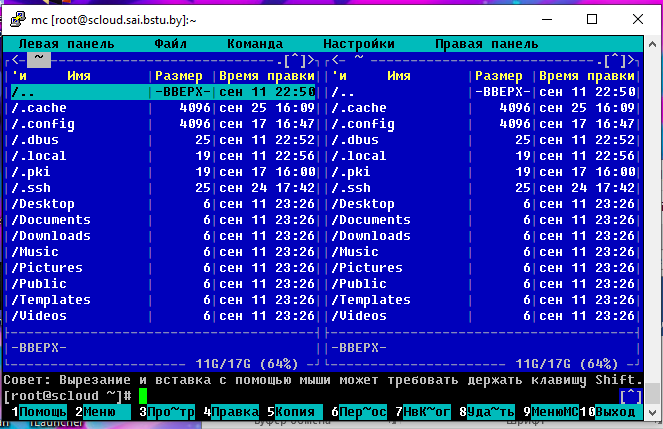 mc [root@scloud.sai.bstu.by]:~
Левая панель Файл Команда Настройки Правая панель
<- ~ .[^]> <- ~ .[^]>
'и Имя Размер Время правки 'и Имя Размер Время правки
/.. -ВВЕРХ- сен 11 22:50 /.. -ВВЕРХ- сен 11 22:50
/.cache 4096 сен 25 16:09 /.cache 4096 сен 25 16:09
/.config 4096 сен 17 16:47 /.config 4096 сен 17 16:47
/.dbus 25 сен 11 22:52 /.dbus 25 сен 11 22:52
/.local 19 сен 11 22:56 /.local 19 сен 11 22:56
/.pki 19 сен 17 16:00 /.pki 19 сен 17 16:00
/.ssh 25 сен 24 17:42 /.ssh 25 сен 24 17:42
/Desktop 6 сен 11 23:26 /Desktop 6 сен 11 23:26
/Documents 6 сен 11 23:26 /Documents 6 сен 11 23:26
/Downloads 6 сен 11 23:26 /Downloads 6 сен 11 23:26
/Music 6 сен 11 23:26 /Music 6 сен 11 23:26
/Pictures 6 сен 11 23:26 /Pictures 6 сен 11 23:26
/Public 6 сен 11 23:26 /Public 6 сен 11 23:26
/Templates 6 сен 11 23:26 /Templates 6 сен 11 23:26
/Videos 6 сен 11 23:26 /Videos 6 сен 11 23:26
-ВВЕРХ- -ВВЕРХ-
11G/17G (64%) 11G/17G (64%)
Совет: Вырезание и вставка с помощью мыши может требовать держать клавишу Shift.
[root@scloud ~]# [^]
1Помощь 2Меню 3Про~тр 4Правка 5Копия 6Пер~ос 7НвК~ог 8Уда~ть 9МенюMC 10Выход